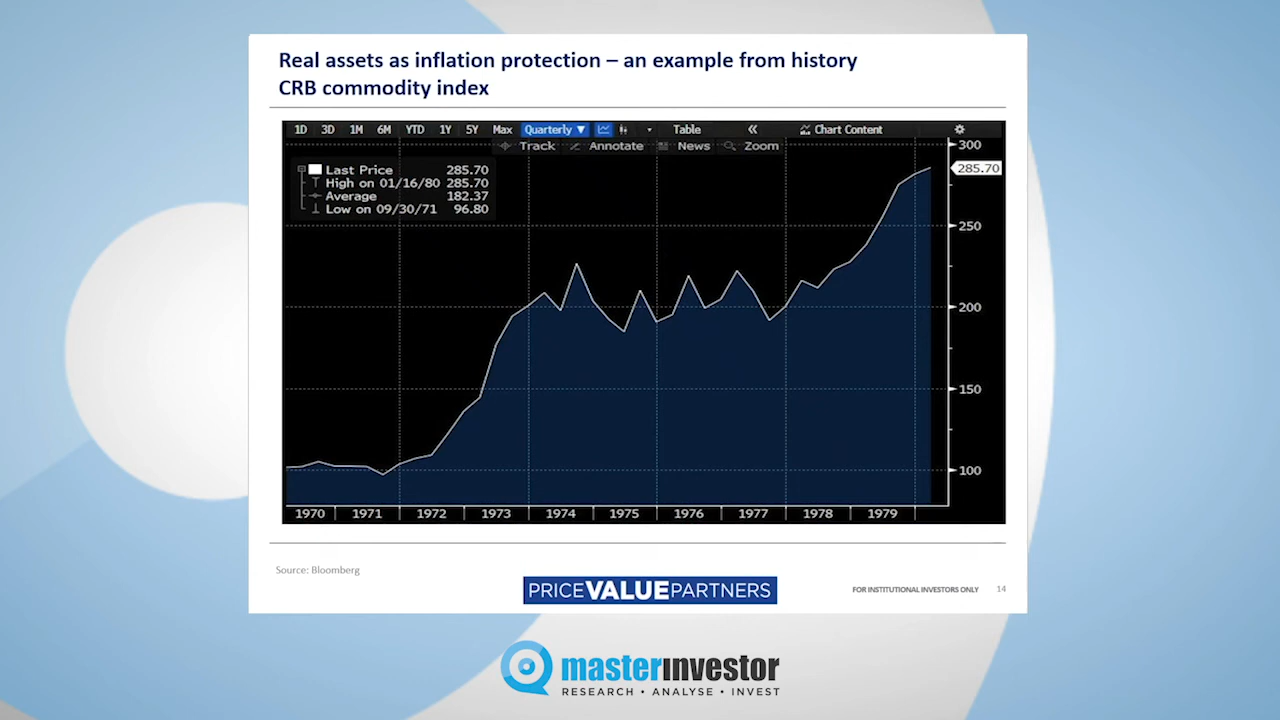 Real assets as inflation protection – an example from history
CRB commodity index
1D 3D 1M 6M YTD 1Y 5Y Max Quarterly ▼ Table « Chart Content
Track Annotate News Zoom
Last Price 285.70
High on 01/16/80 285.70
Average 182.37
Low on 09/30/71 96.80
300
285.70
250
200
150
100
1970 1971 1972 1973 1974 1975 1976 1977 1978 1979
Source: Bloomberg
PRICEVALUEPARTNERS
FOR INSTITUTIONAL INVESTORS ONLY 14
masterinvestor
RESEARCH • ANALYSE • INVEST